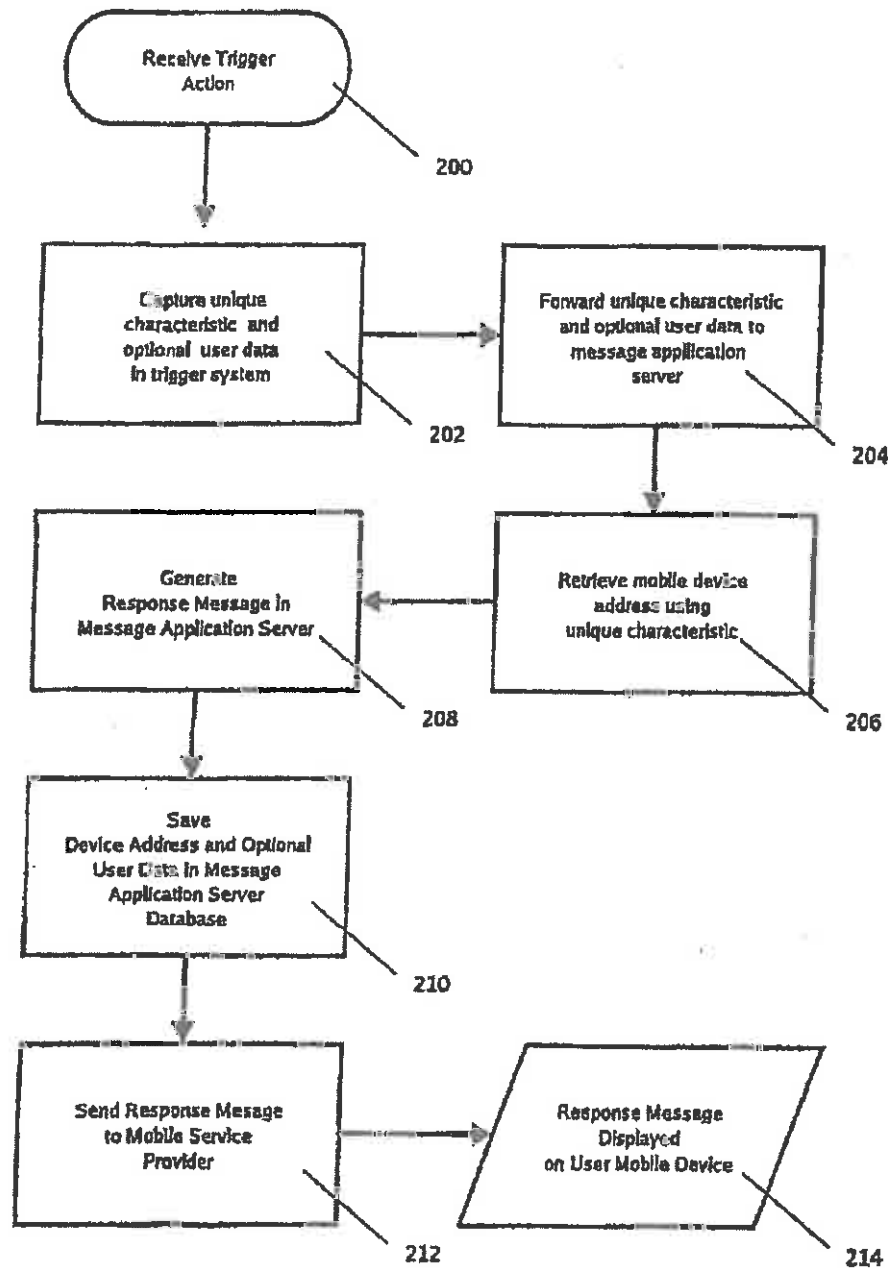 Receive Trigger
Action
200
Capture unique
characteristic and
optional user data
in trigger system
202
Forward unique characteristic
and optional user data to
message application
server
204
Retrieve mobile device
address using
unique characteristic
206
Generate
Response Message in
Message Application Server
208
Save
Device Address and Optional
User Data in Message
Application Server
Database
210
Send Response Mesage
to Mobile Service
Provider
212
Response Message
Displayed
on User Mobile Device
214